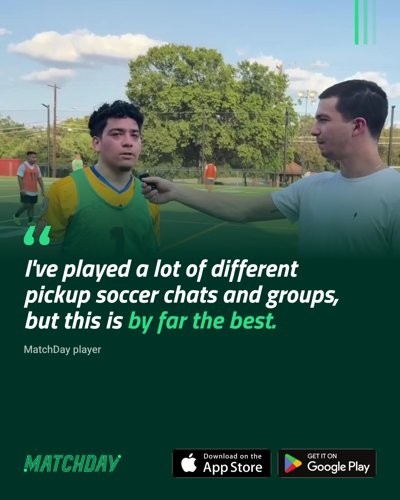 “
I've played a lot of different
pickup soccer chats and groups,
but this is by far the best.
MatchDay player
MATCHDAY
Download on the
App Store
GET IT ON
Google Play